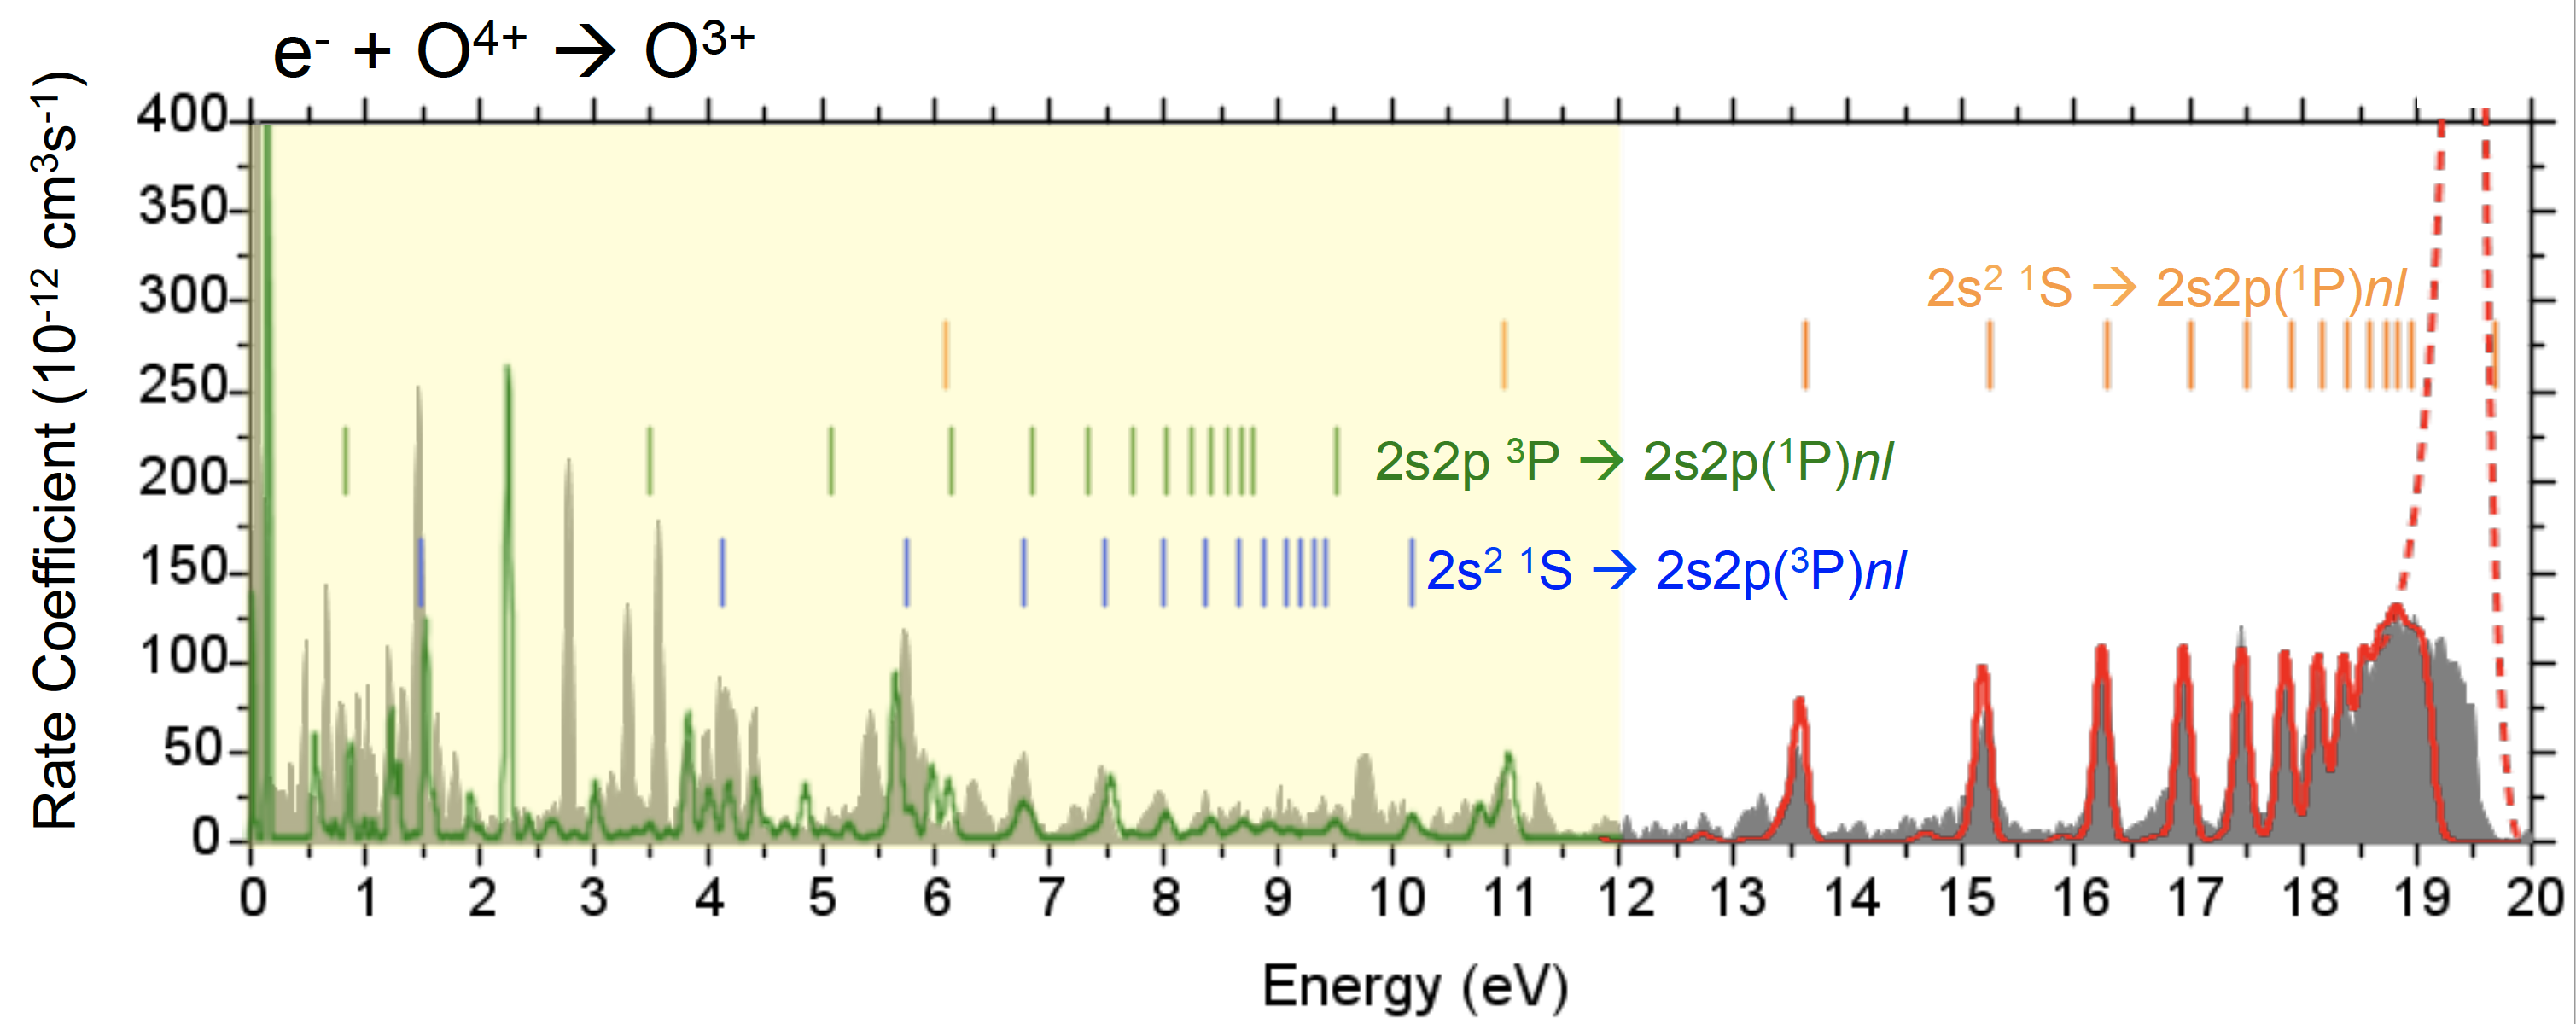 e⁻ + O⁴⁺ → O³⁺
Rate Coefficient (10⁻¹² cm³s⁻¹)
400
350
300
250
200
150
100
50
0
2s² ¹S → 2s2p(¹P)nl
2s2p ³P → 2s2p(¹P)nl
2s² ¹S → 2s2p(³P)nl
0 1 2 3 4 5 6 7 8 9 10 11 12 13 14 15 16 17 18 19 20
Energy (eV)